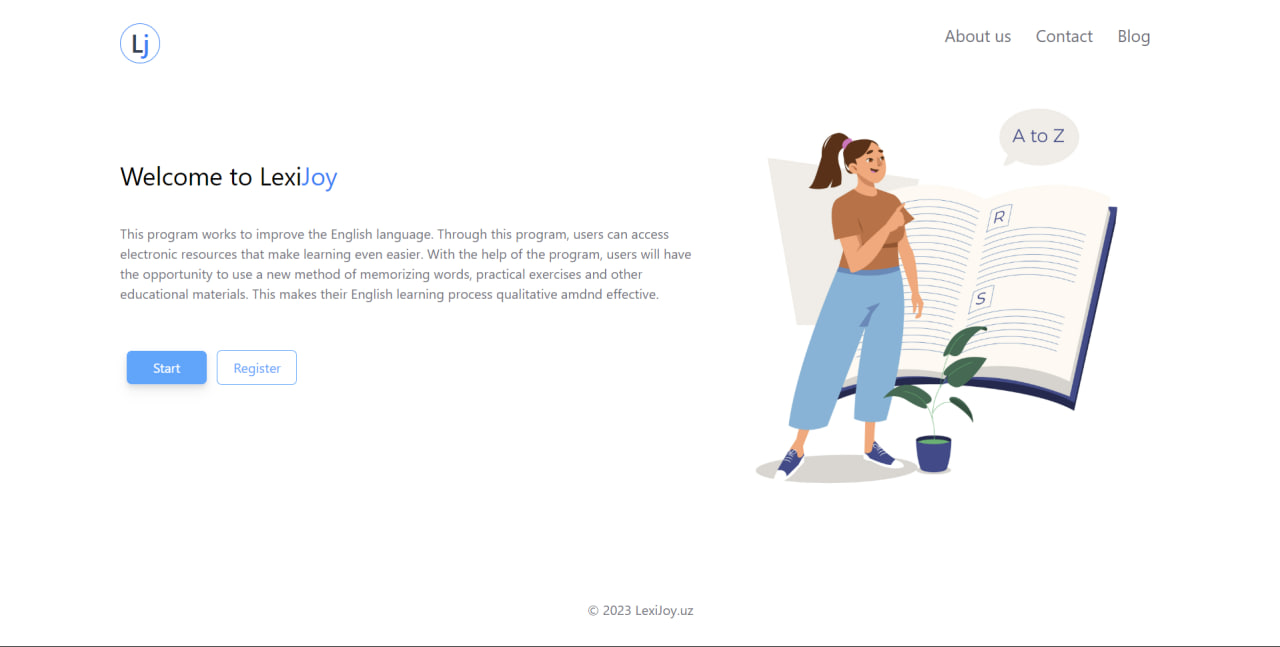 Lj
About us Contact Blog
A to Z
Welcome to LexiJoy
R
This program works to improve the English language. Through this program, users can access
electronic resources that make learning even easier. With the help of the program, users will have
the opportunity to use a new method of memorizing words, practical exercises and other
educational materials. This makes their English learning process qualitative amdnd effective.
S
Start Register
© 2023 LexiJoy.uz